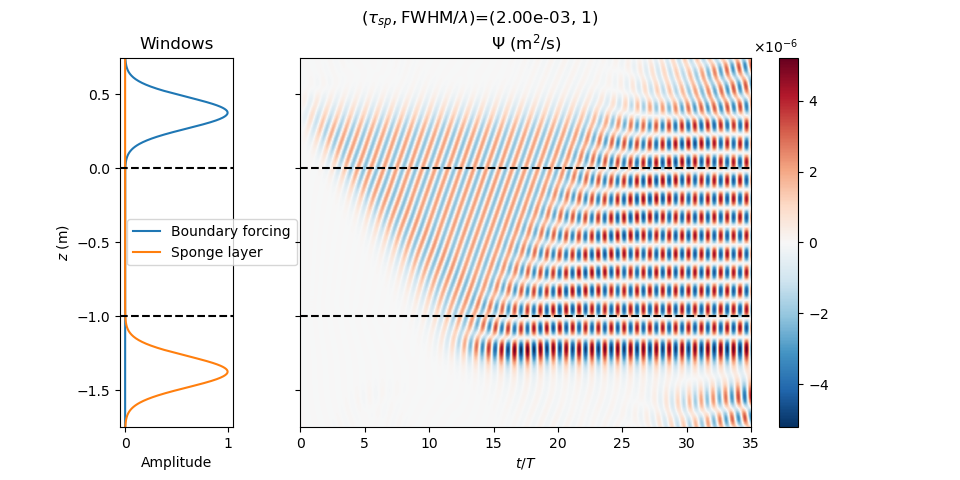 (τ_sp, FWHM/λ)=(2.00e-03, 1)
Windows
Ψ (m²/s)
×10⁻⁶
0.5
0.0
−0.5
−1.0
−1.5
z (m)
Boundary forcing
Sponge layer
0 1
Amplitude
0 5 10 15 20 25 30 35
t/T
4
2
0
−2
−4